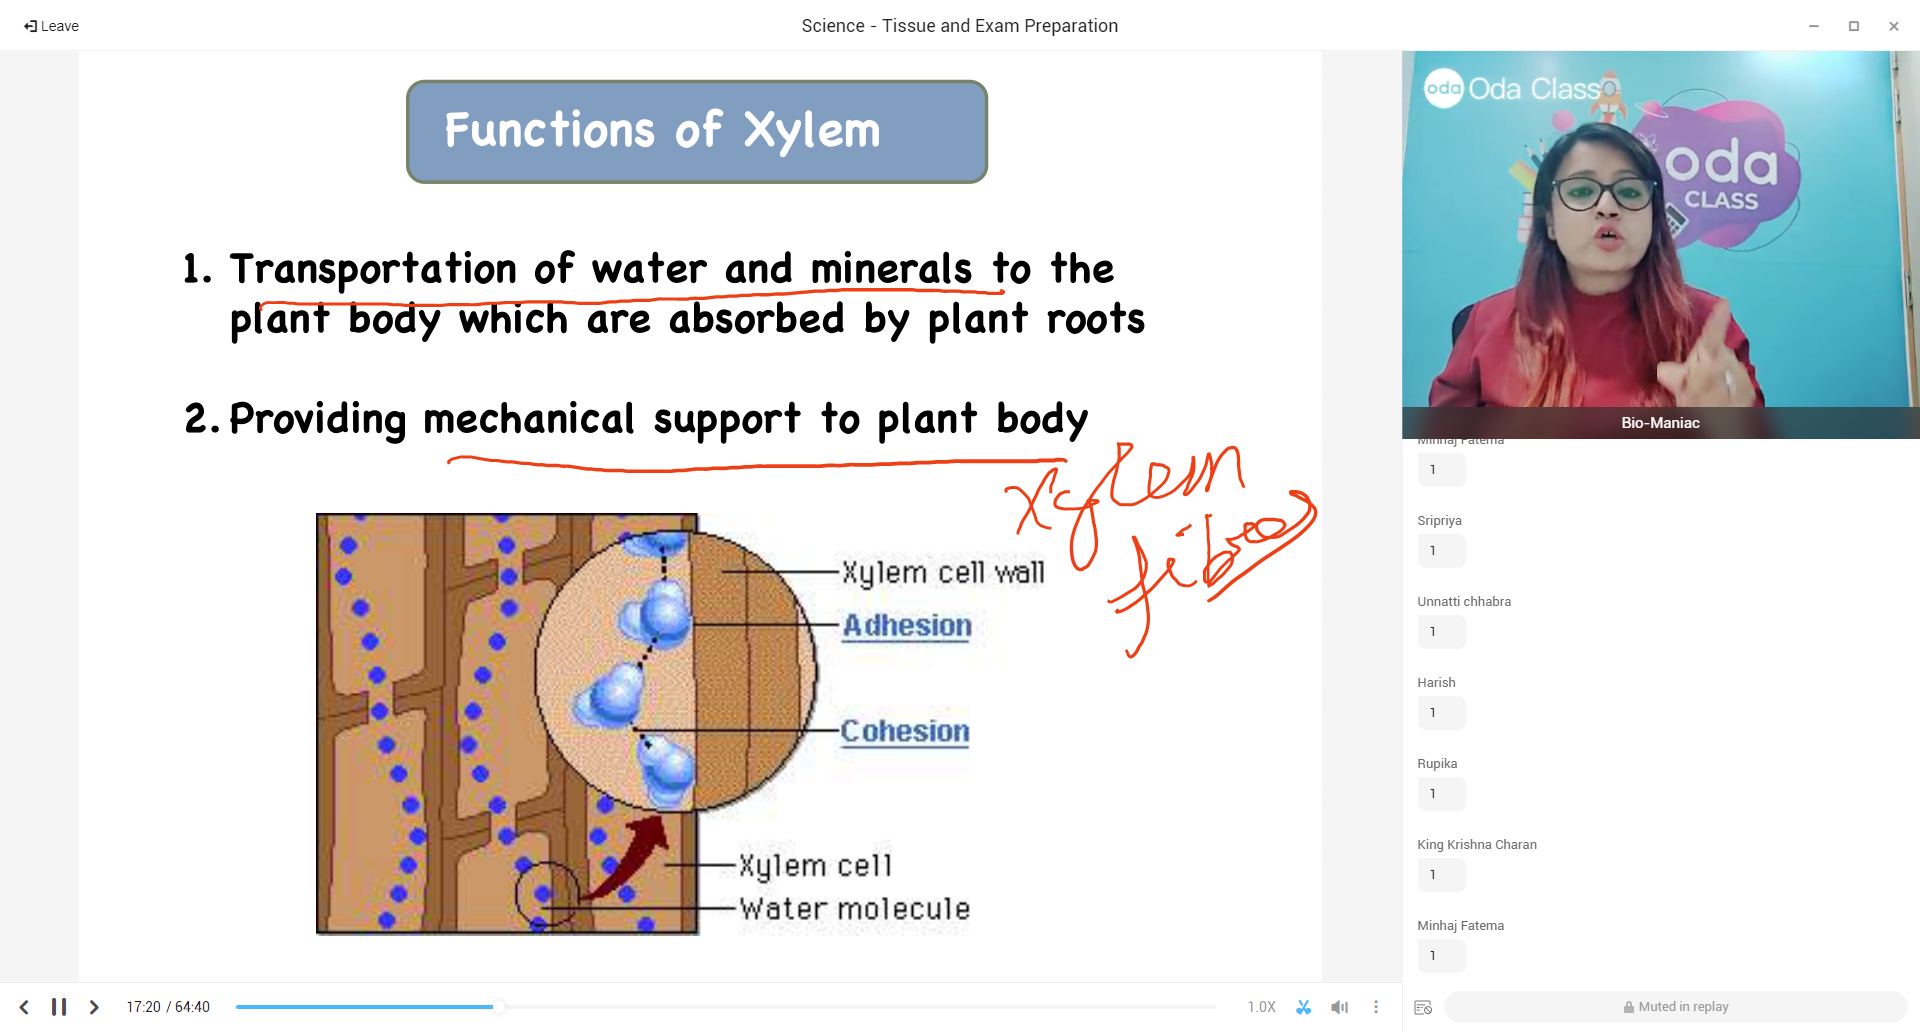 Leave
Science - Tissue and Exam Preparation
Functions of Xylem
1. Transportation of water and minerals to the
plant body which are absorbed by plant roots
2. Providing mechanical support to plant body
xylem
fibres
Xylem cell wall
Adhesion
Cohesion
Xylem cell
Water molecule
oda Oda Class
oda
CLASS
Bio-Maniac
Minhaj Fatema
1
Sripriya
1
Unnatti chhabra
1
Harish
1
Rupika
1
King Krishna Charan
1
Minhaj Fatema
1
17:20 / 64:40
1.0X
Muted in replay